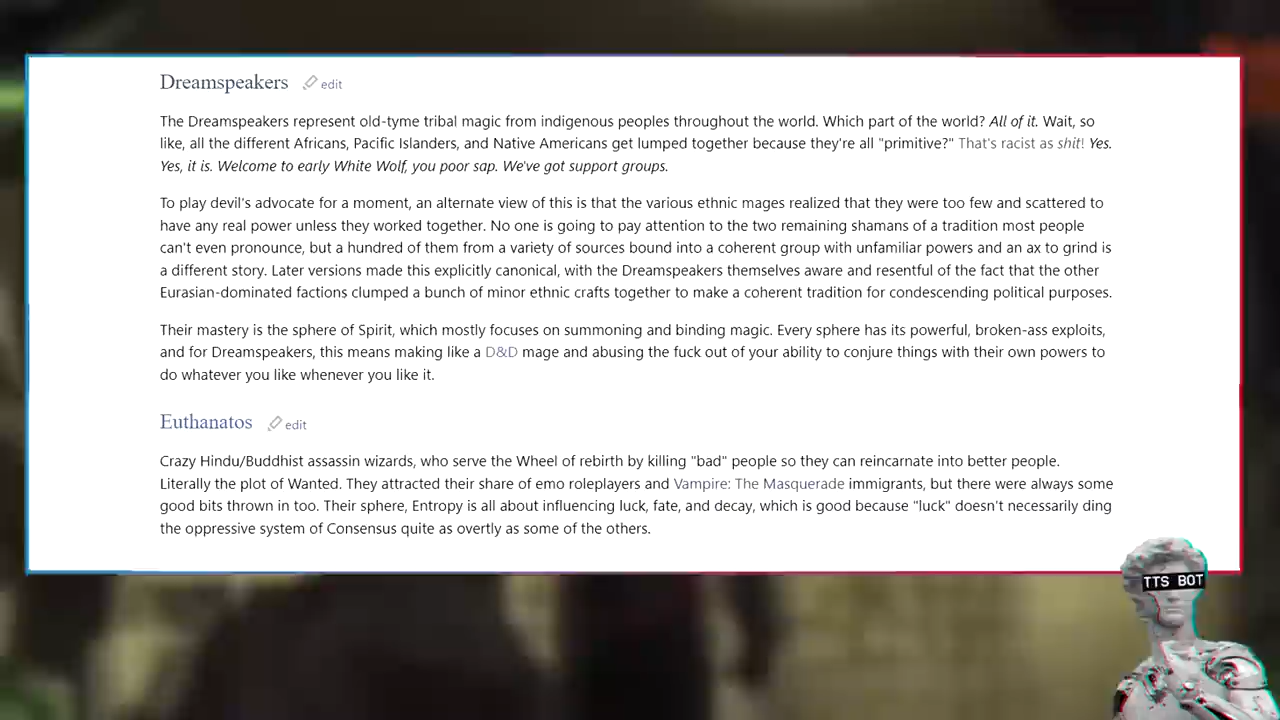 Dreamspeakers edit
The Dreamspeakers represent old-tyme tribal magic from indigenous peoples throughout the world. Which part of the world? All of it. Wait, so
like, all the different Africans, Pacific Islanders, and Native Americans get lumped together because they're all "primitive?" That's racist as shit! Yes.
Yes, it is. Welcome to early White Wolf, you poor sap. We've got support groups.
To play devil's advocate for a moment, an alternate view of this is that the various ethnic mages realized that they were too few and scattered to
have any real power unless they worked together. No one is going to pay attention to the two remaining shamans of a tradition most people
can't even pronounce, but a hundred of them from a variety of sources bound into a coherent group with unfamiliar powers and an ax to grind is
a different story. Later versions made this explicitly canonical, with the Dreamspeakers themselves aware and resentful of the fact that the other
Eurasian-dominated factions clumped a bunch of minor ethnic crafts together to make a coherent tradition for condescending political purposes.
Their mastery is the sphere of Spirit, which mostly focuses on summoning and binding magic. Every sphere has its powerful, broken-ass exploits,
and for Dreamspeakers, this means making like a D&D mage and abusing the fuck out of your ability to conjure things with their own powers to
do whatever you like whenever you like it.
Euthanatos edit
Crazy Hindu/Buddhist assassin wizards, who serve the Wheel of rebirth by killing "bad" people so they can reincarnate into better people.
Literally the plot of Wanted. They attracted their share of emo roleplayers and Vampire: The Masquerade immigrants, but there were always some
good bits thrown in too. Their sphere, Entropy is all about influencing luck, fate, and decay, which is good because "luck" doesn't necessarily ding
the oppressive system of Consensus quite as overtly as some of the others.
TTS BOT